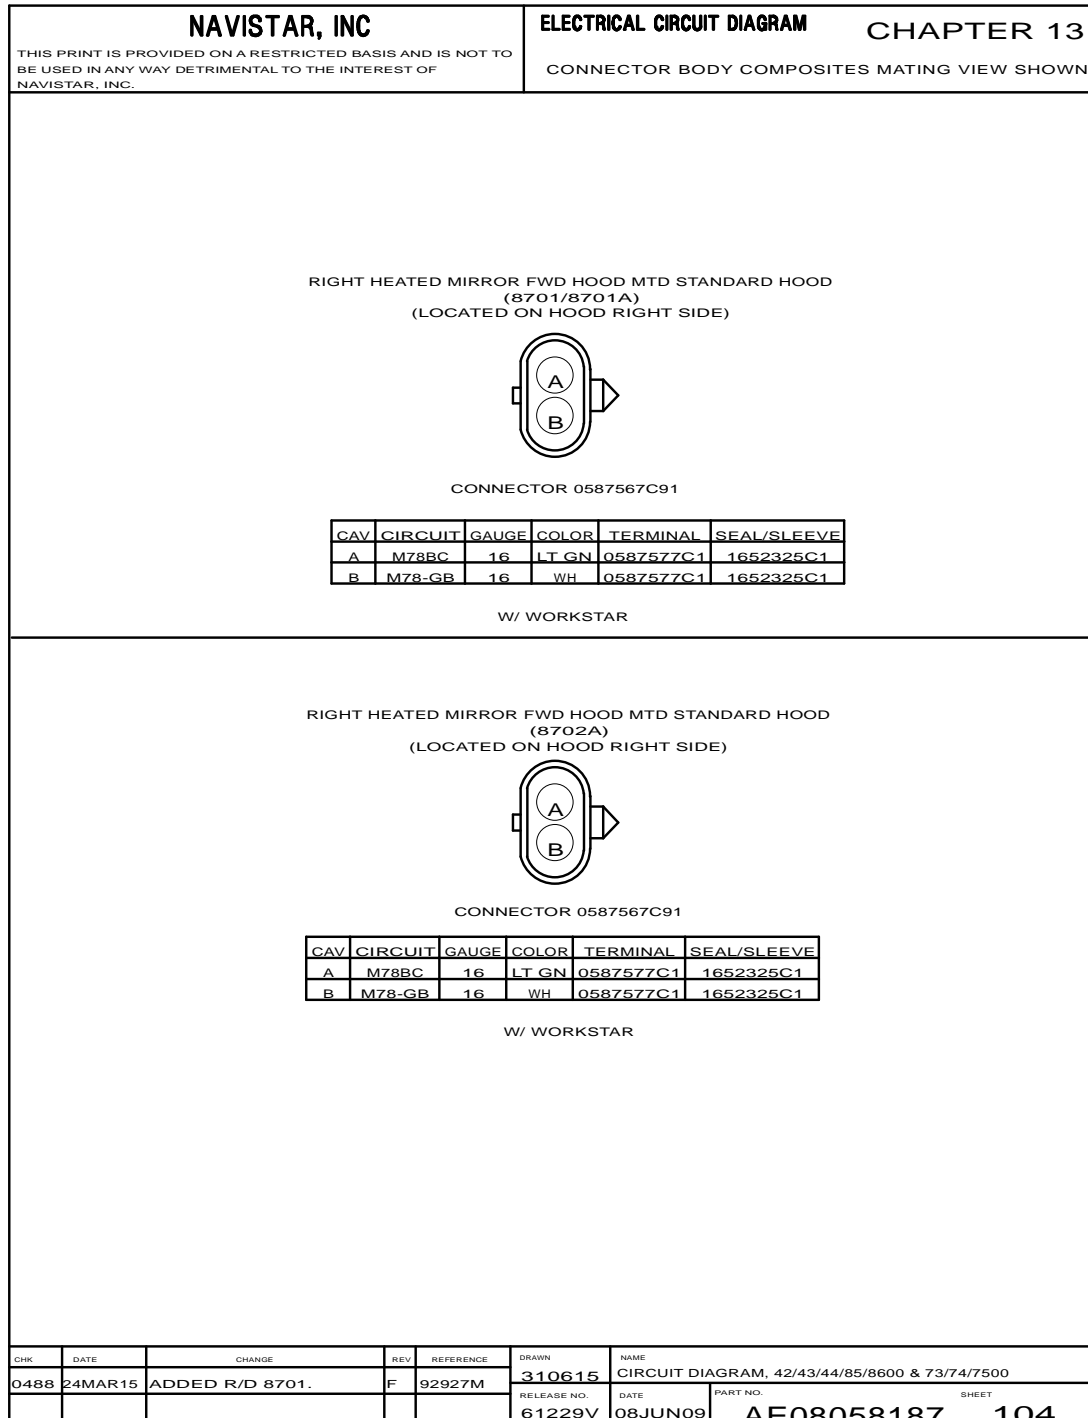 NAVISTAR, INC
THIS PRINT IS PROVIDED ON A RESTRICTED BASIS AND IS NOT TO
BE USED IN ANY WAY DETRIMENTAL TO THE INTEREST OF
NAVISTAR, INC.
ELECTRICAL CIRCUIT DIAGRAM
CHAPTER 13
CONNECTOR BODY COMPOSITES MATING VIEW SHOWN
RIGHT HEATED MIRROR FWD HOOD MTD STANDARD HOOD
(8701/8701A)
(LOCATED ON HOOD RIGHT SIDE)
A
B
CONNECTOR 0587567C91
CAV CIRCUIT GAUGE COLOR TERMINAL SEAL/SLEEVE
A M78BC 16 LT GN 0587577C1 1652325C1
B M78-GB 16 WH 0587577C1 1652325C1
W/ WORKSTAR
RIGHT HEATED MIRROR FWD HOOD MTD STANDARD HOOD
(8702A)
(LOCATED ON HOOD RIGHT SIDE)
A
B
CONNECTOR 0587567C91
CAV CIRCUIT GAUGE COLOR TERMINAL SEAL/SLEEVE
A M78BC 16 LT GN 0587577C1 1652325C1
B M78-GB 16 WH 0587577C1 1652325C1
W/ WORKSTAR
CHK DATE CHANGE REV REFERENCE
0488 24MAR15 ADDED R/D 8701. F 92927M
DRAWN
310615
NAME
CIRCUIT DIAGRAM, 42/43/44/85/8600 & 73/74/7500
RELEASE NO.
61229V
DATE
08JUN09
PART NO.
AE08058187
SHEET
104